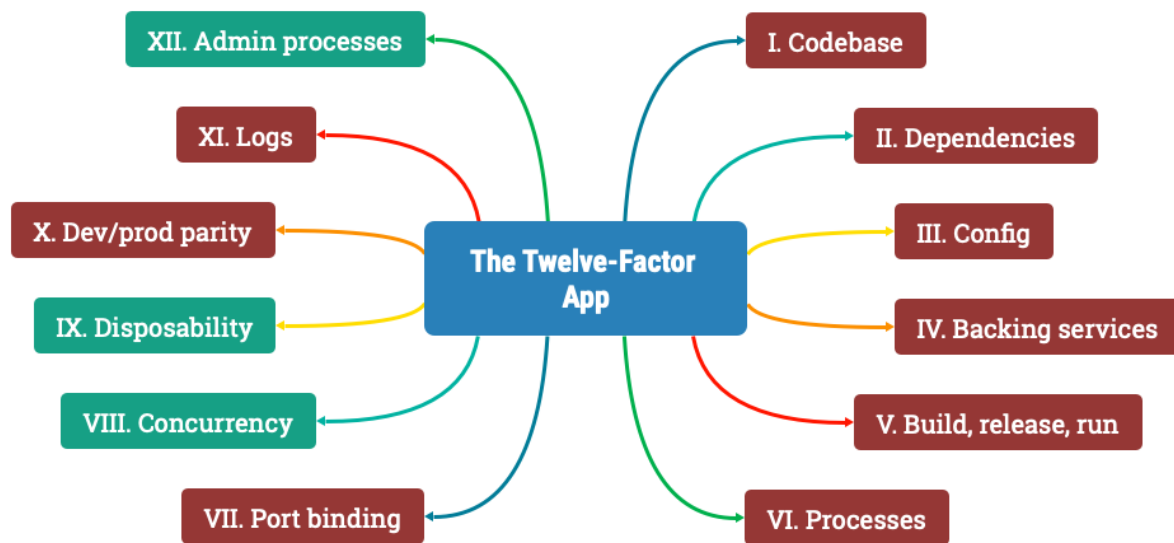 The Twelve-Factor
App
I. Codebase
II. Dependencies
III. Config
IV. Backing services
V. Build, release, run
VI. Processes
VII. Port binding
VIII. Concurrency
IX. Disposability
X. Dev/prod parity
XI. Logs
XII. Admin processes